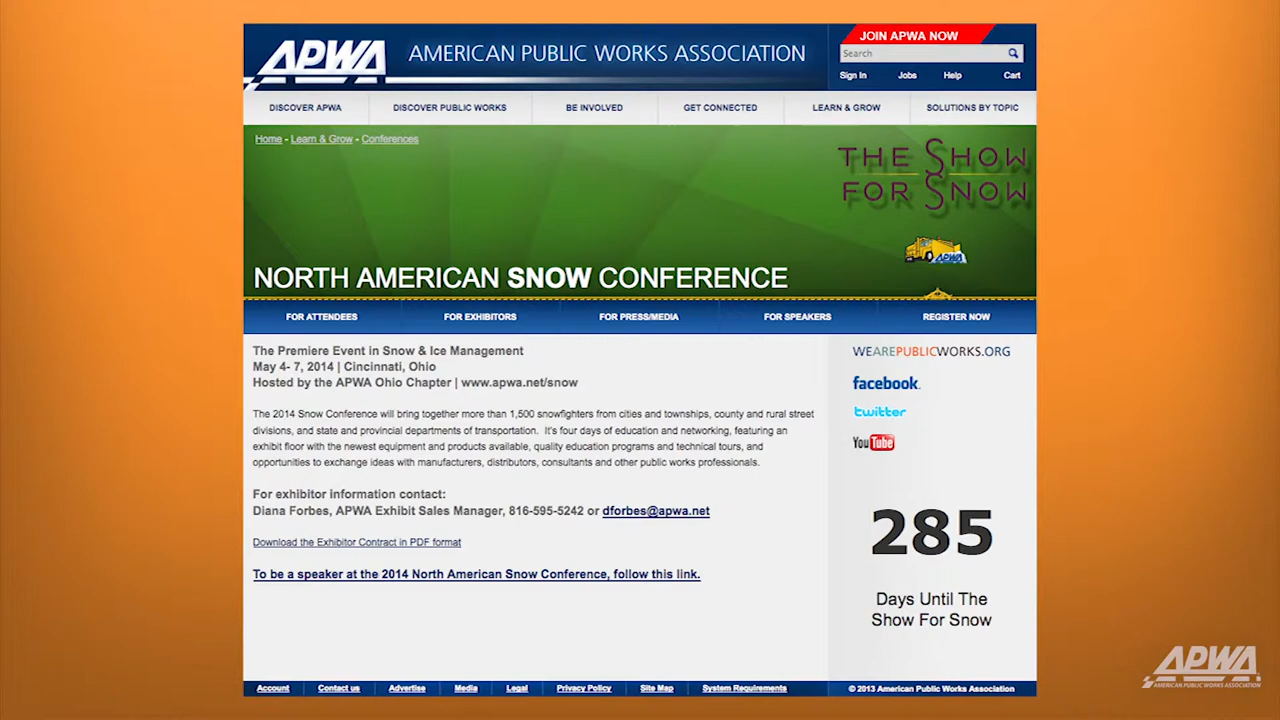 APWA
AMERICAN PUBLIC WORKS ASSOCIATION
JOIN APWA NOW
Search
Sign In Jobs Help Cart
DISCOVER APWA DISCOVER PUBLIC WORKS BE INVOLVED GET CONNECTED LEARN & GROW SOLUTIONS BY TOPIC
Home - Learn & Grow - Conferences
THE SHOW
FOR SNOW
APWA
NORTH AMERICAN SNOW CONFERENCE
FOR ATTENDEES FOR EXHIBITORS FOR PRESS/MEDIA FOR SPEAKERS REGISTER NOW
The Premiere Event in Snow & Ice Management
May 4- 7, 2014 | Cincinnati, Ohio
Hosted by the APWA Ohio Chapter | www.apwa.net/snow
The 2014 Snow Conference will bring together more than 1,500 snowfighters from cities and townships, county and rural street
divisions, and state and provincial departments of transportation. It's four days of education and networking, featuring an
exhibit floor with the newest equipment and products available, quality education programs and technical tours, and
opportunities to exchange ideas with manufacturers, distributors, consultants and other public works professionals.
For exhibitor information contact:
Diana Forbes, APWA Exhibit Sales Manager, 816-595-5242 or dforbes@apwa.net
Download the Exhibitor Contract in PDF format
To be a speaker at the 2014 North American Snow Conference, follow this link.
WEAREPUBLICWORKS.ORG
facebook.
twitter
YouTube
285
Days Until The
Show For Snow
Account Contact us Advertise Media Legal Privacy Policy Site Map System Requirements © 2013 American Public Works Association
APWA
AMERICAN PUBLIC WORKS ASSOCIATION